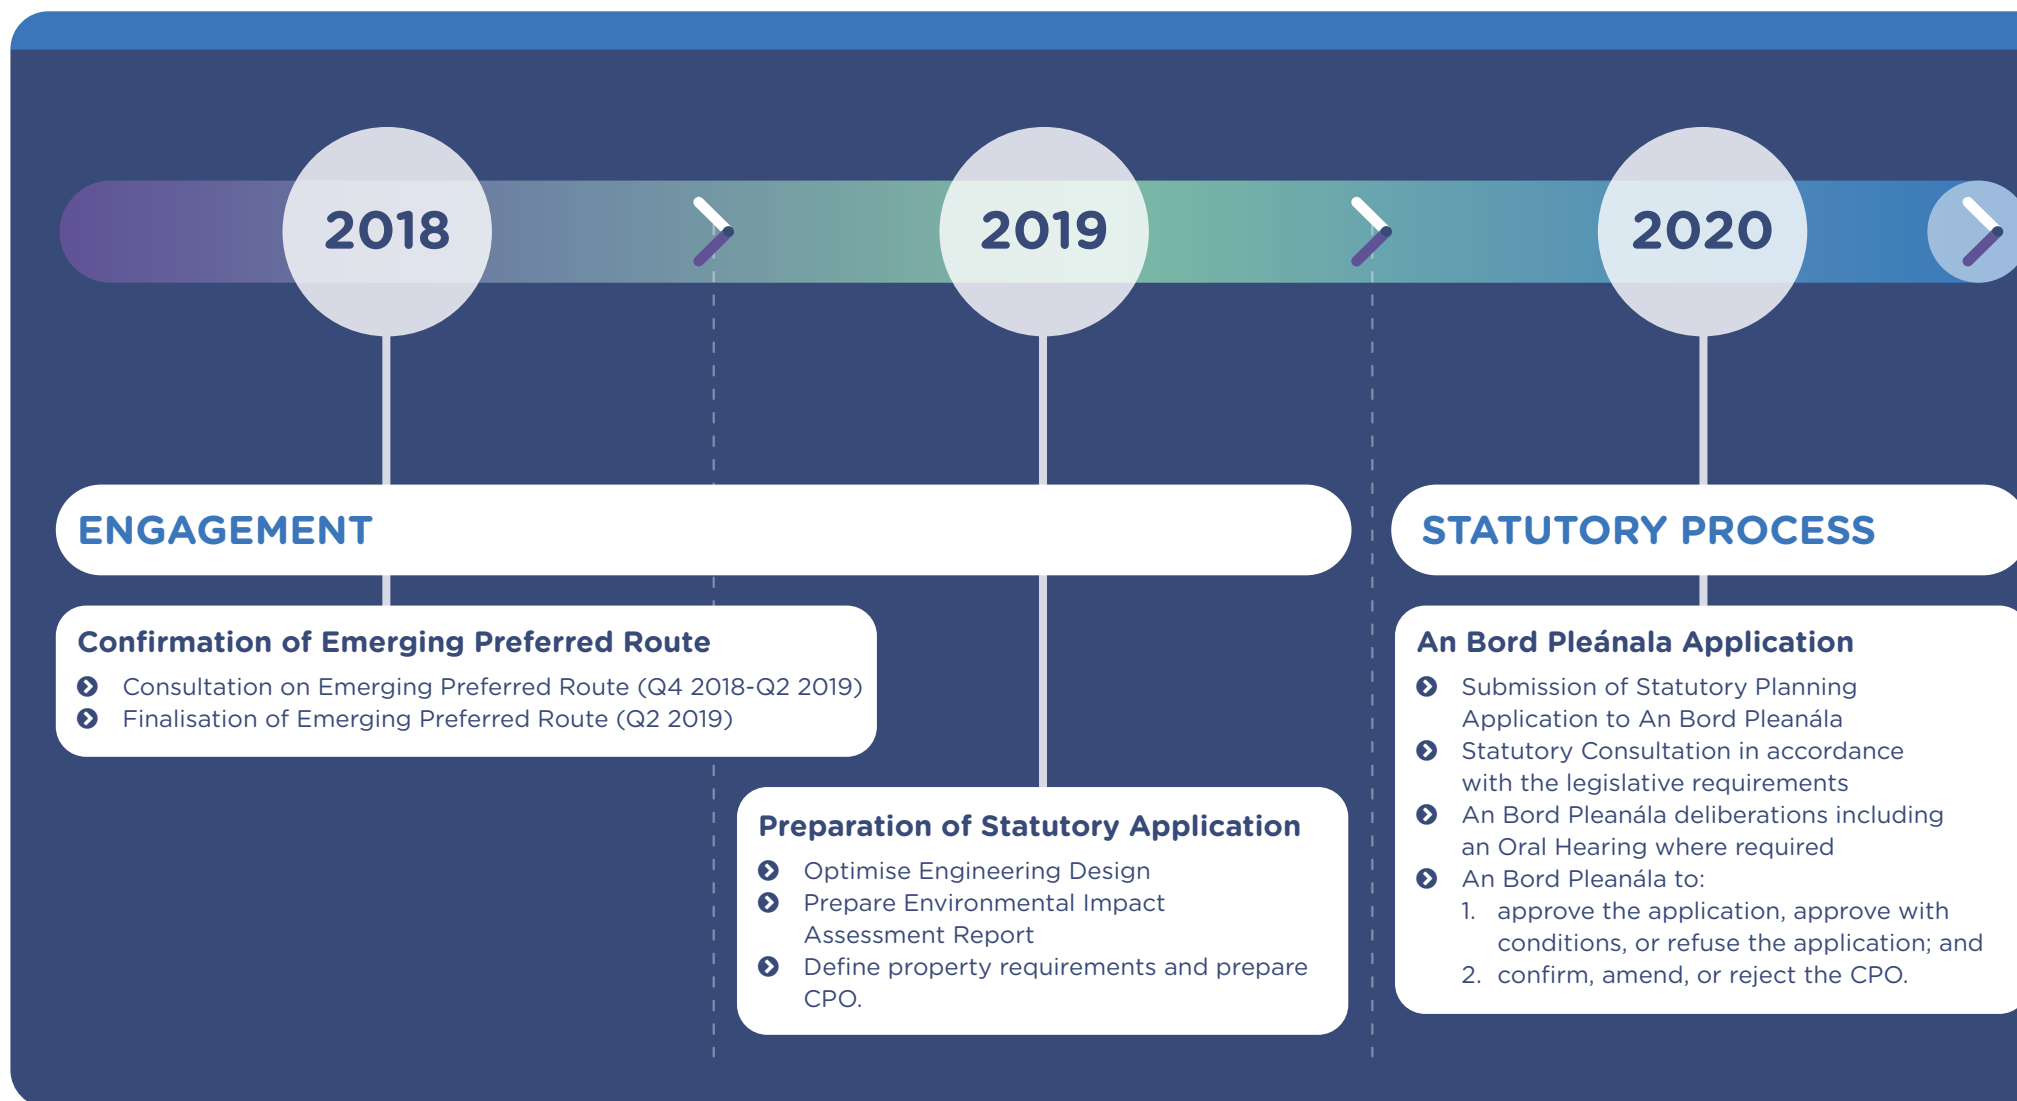 2018
2019
2020
ENGAGEMENT
STATUTORY PROCESS
Confirmation of Emerging Preferred Route
Consultation on Emerging Preferred Route (Q4 2018-Q2 2019)
Finalisation of Emerging Preferred Route (Q2 2019)
Preparation of Statutory Application
Optimise Engineering Design
Prepare Environmental Impact
Assessment Report
Define property requirements and prepare
CPO.
An Bord Pleánala Application
Submission of Statutory Planning
Application to An Bord Pleanála
Statutory Consultation in accordance
with the legislative requirements
An Bord Pleanála deliberations including
an Oral Hearing where required
An Bord Pleanála to:
1. approve the application, approve with
conditions, or refuse the application; and
2. confirm, amend, or reject the CPO.